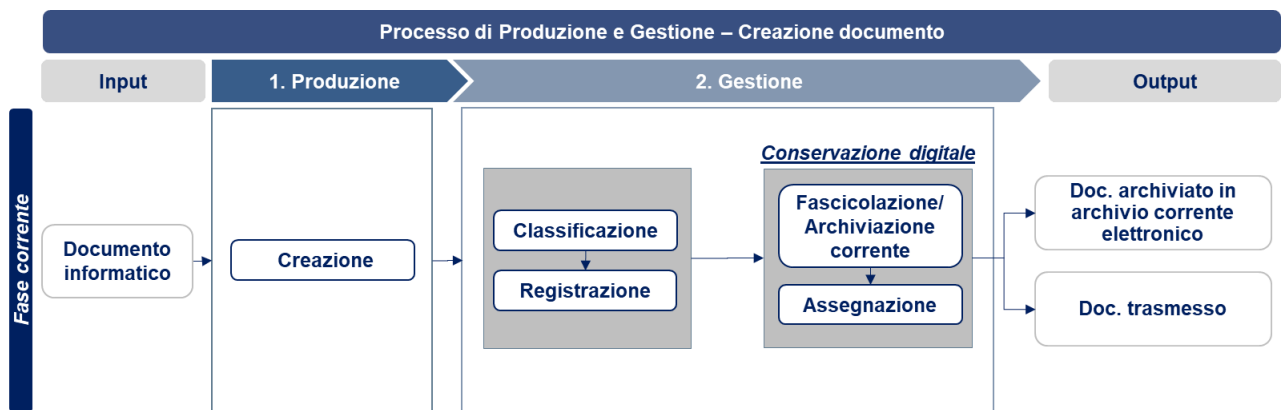 Processo di Produzione e Gestione – Creazione documento
Input
1. Produzione
2. Gestione
Output
Fase corrente
Documento
informatico
Creazione
Classificazione
Registrazione
Conservazione digitale
Fascicolazione/
Archiviazione
corrente
Assegnazione
Doc. archiviato in
archivio corrente
elettronico
Doc. trasmesso